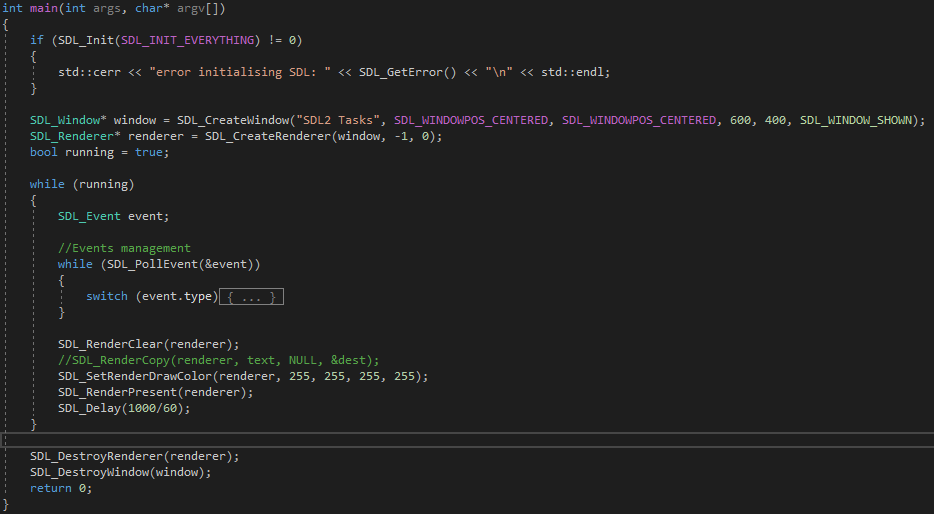 int main(int args, char* argv[])
{
if (SDL_Init(SDL_INIT_EVERYTHING) != 0)
{
std::cerr << "error initialising SDL: " << SDL_GetError() << "\n" << std::endl;
}
SDL_Window* window = SDL_CreateWindow("SDL2 Tasks", SDL_WINDOWPOS_CENTERED, SDL_WINDOWPOS_CENTERED, 600, 400, SDL_WINDOW_SHOWN);
SDL_Renderer* renderer = SDL_CreateRenderer(window, -1, 0);
bool running = true;
while (running)
{
SDL_Event event;
//Events management
while (SDL_PollEvent(&event))
{
switch (event.type){ ... }
}
SDL_RenderClear(renderer);
//SDL_RenderCopy(renderer, text, NULL, &dest);
SDL_SetRenderDrawColor(renderer, 255, 255, 255, 255);
SDL_RenderPresent(renderer);
SDL_Delay(1000/60);
}
SDL_DestroyRenderer(renderer);
SDL_DestroyWindow(window);
return 0;
}